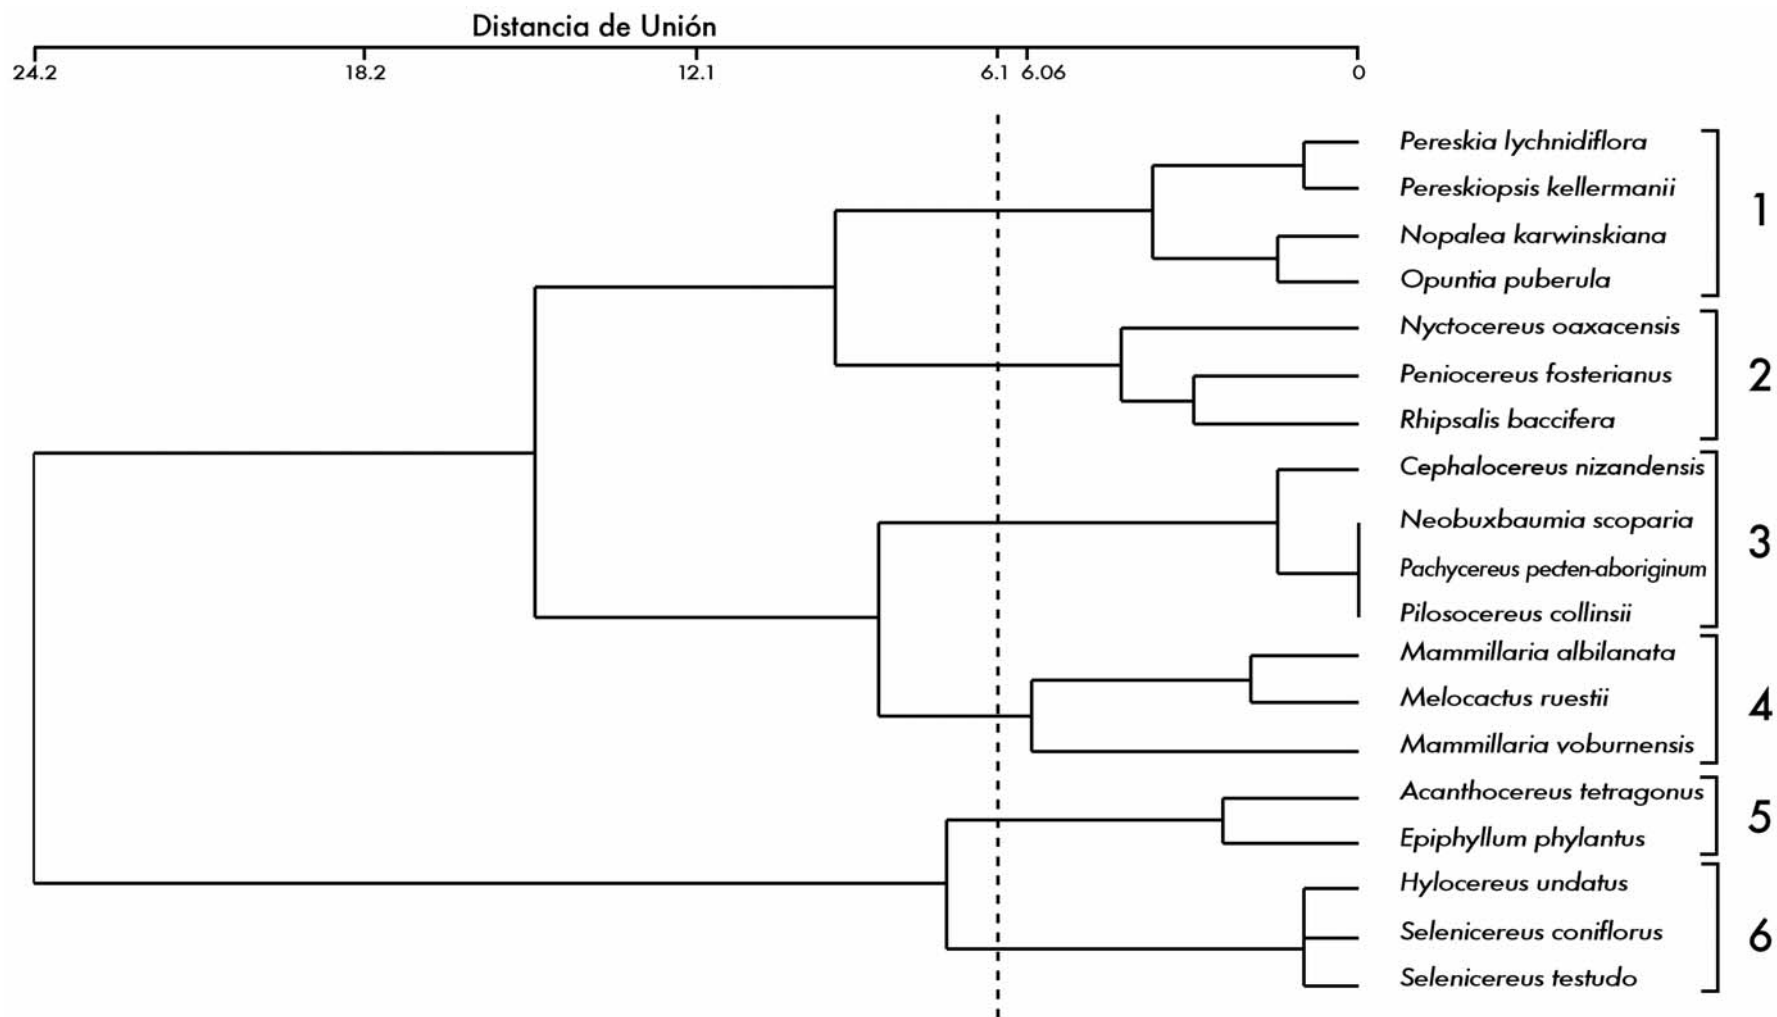 Distancia de Unión
24.2 18.2 12.1 6.1 6.06 0
Pereskia lychnidiflora
Pereskiopsis kellermanii
1
Nopalea karwinskiana
Opuntia puberula
Nyctocereus oaxacensis
Peniocereus fosterianus
2
Rhipsalis baccifera
Cephalocereus nizandensis
Neobuxbaumia scoparia
3
Pachycereus pecten-aboriginum
Pilosocereus collinsii
Mammillaria albilanata
Melocactus ruestii
4
Mammillaria voburnensis
Acanthocereus tetragonus
5
Epiphyllum phylantus
Hylocereus undatus
Selenicereus coniflorus
6
Selenicereus testudo